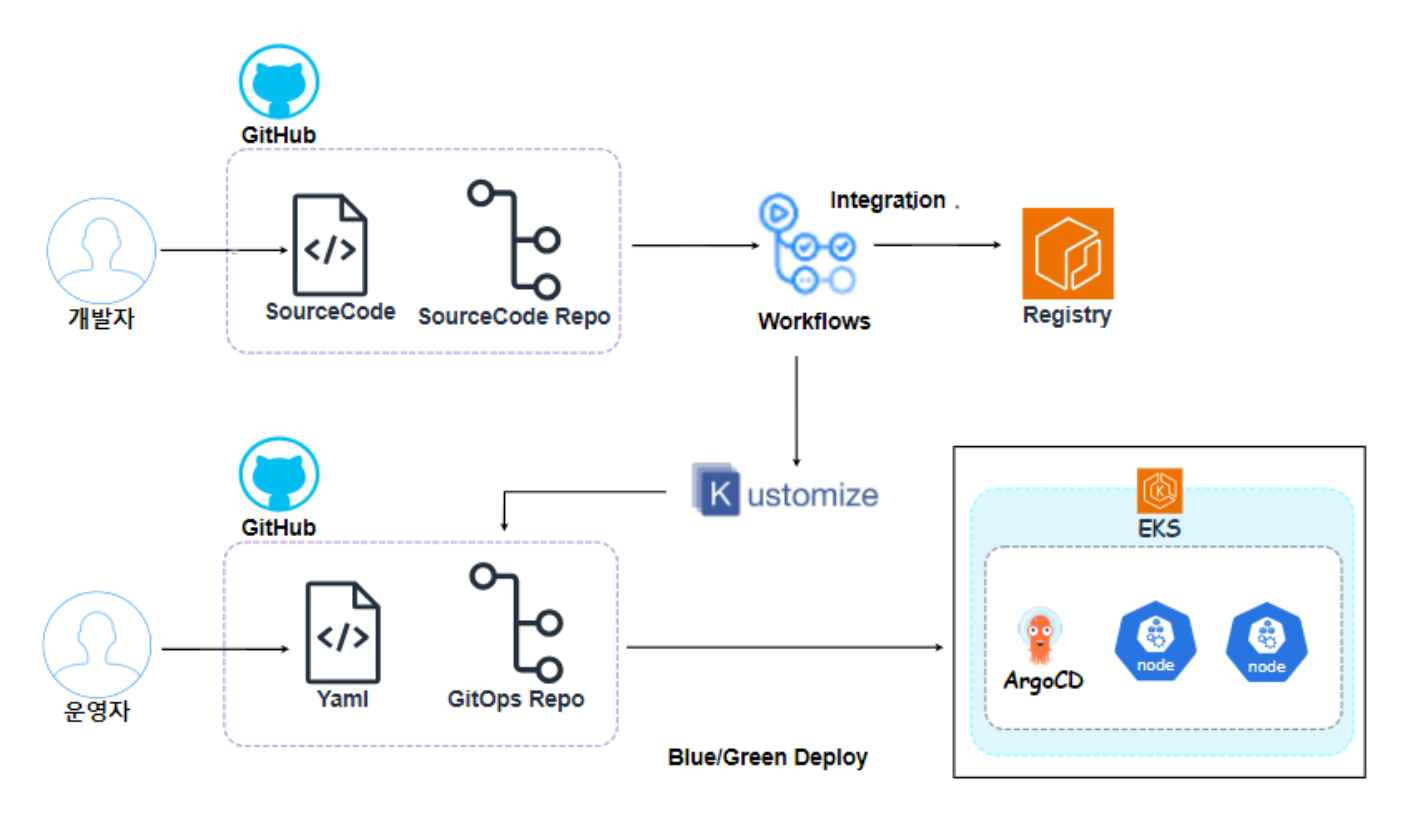 GitHub
</>
SourceCode
SourceCode Repo
개발자
Integration .
Workflows
Registry
K ustomize
GitHub
</>
Yaml
GitOps Repo
운영자
Blue/Green Deploy
K
EKS
ArgoCD
node
node